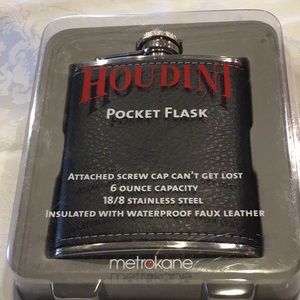 HOUDINI
POCKET FLASK
ATTACHED SCREW CAP CAN'T GET LOST
6 OUNCE CAPACITY
18/8 STAINLESS STEEL
INSULATED WITH WATERPROOF FAUX LEATHER
metrokane